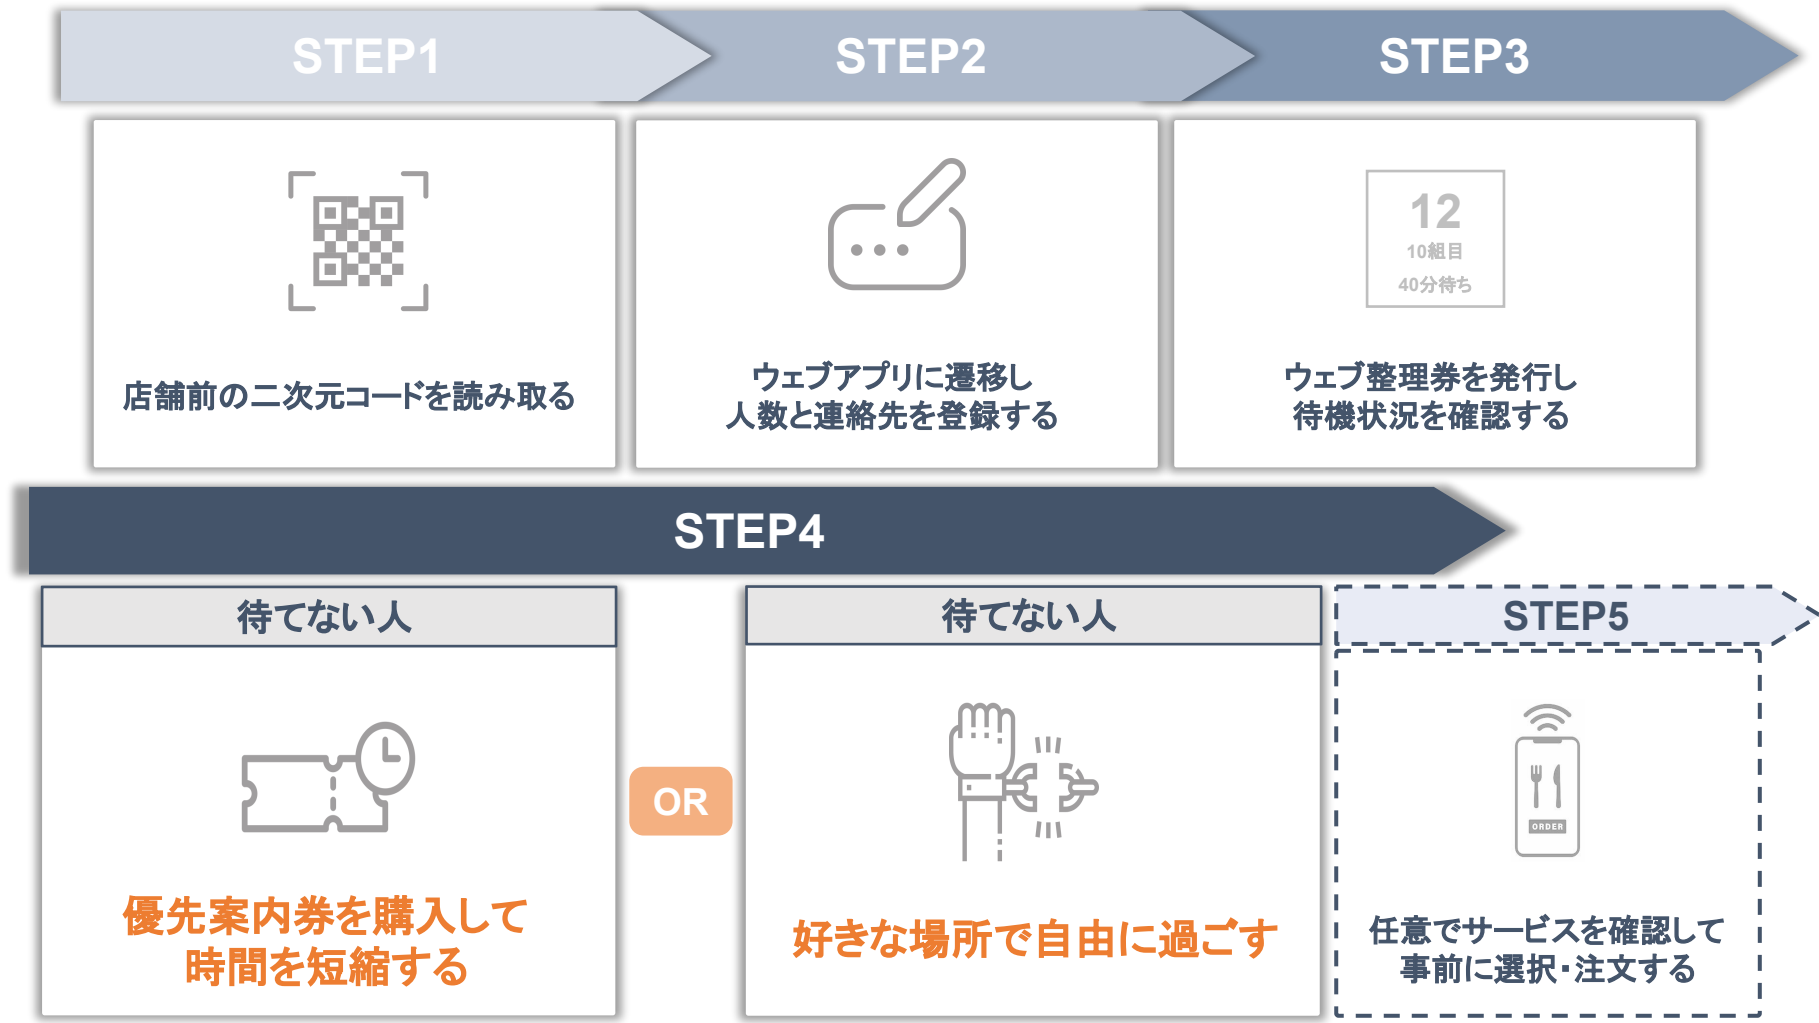 STEP1
STEP2
STEP3
店舗前の二次元コードを読み取る
ウェブアプリに遷移し
人数と連絡先を登録する
12
10組目
40分待ち
ウェブ整理券を発行し
待機状況を確認する
STEP4
待てない人
優先案内券を購入して
時間を短縮する
OR
待てない人
好きな場所で自由に過ごす
STEP5
ORDER
任意でサービスを確認して
事前に選択・注文する